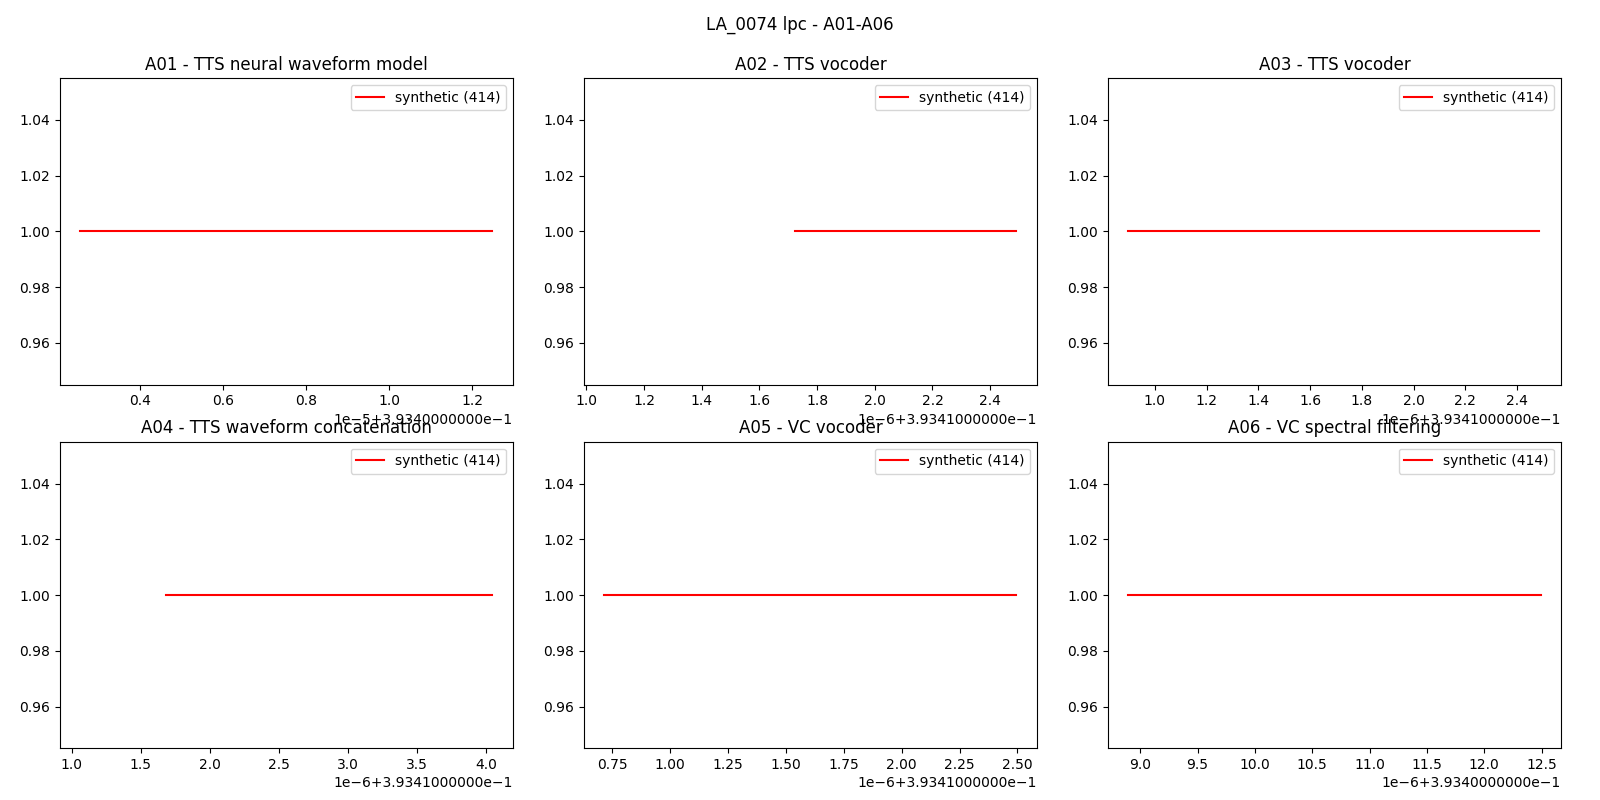 LA_0074 lpc - A01-A06
A01 - TTS neural waveform model
synthetic (414)
1.04
1.02
1.00
0.98
0.96
0.4 0.6 0.8 1.0 1.2
1e-5+3.9340000000e-1
A02 - TTS vocoder
synthetic (414)
1.04
1.02
1.00
0.98
0.96
1.0 1.2 1.4 1.6 1.8 2.0 2.2 2.4
1e-6+3.9341000000e-1
A03 - TTS vocoder
synthetic (414)
1.04
1.02
1.00
0.98
0.96
1.0 1.2 1.4 1.6 1.8 2.0 2.2 2.4
1e-6+3.9341000000e-1
A04 - TTS waveform concatenation
synthetic (414)
1.04
1.02
1.00
0.98
0.96
1.0 1.5 2.0 2.5 3.0 3.5 4.0
1e-6+3.9341000000e-1
A05 - VC vocoder
synthetic (414)
1.04
1.02
1.00
0.98
0.96
0.75 1.00 1.25 1.50 1.75 2.00 2.25 2.50
1e-6+3.9341000000e-1
A06 - VC spectral filtering
synthetic (414)
1.04
1.02
1.00
0.98
0.96
9.0 9.5 10.0 10.5 11.0 11.5 12.0 12.5
1e-6+3.9340000000e-1